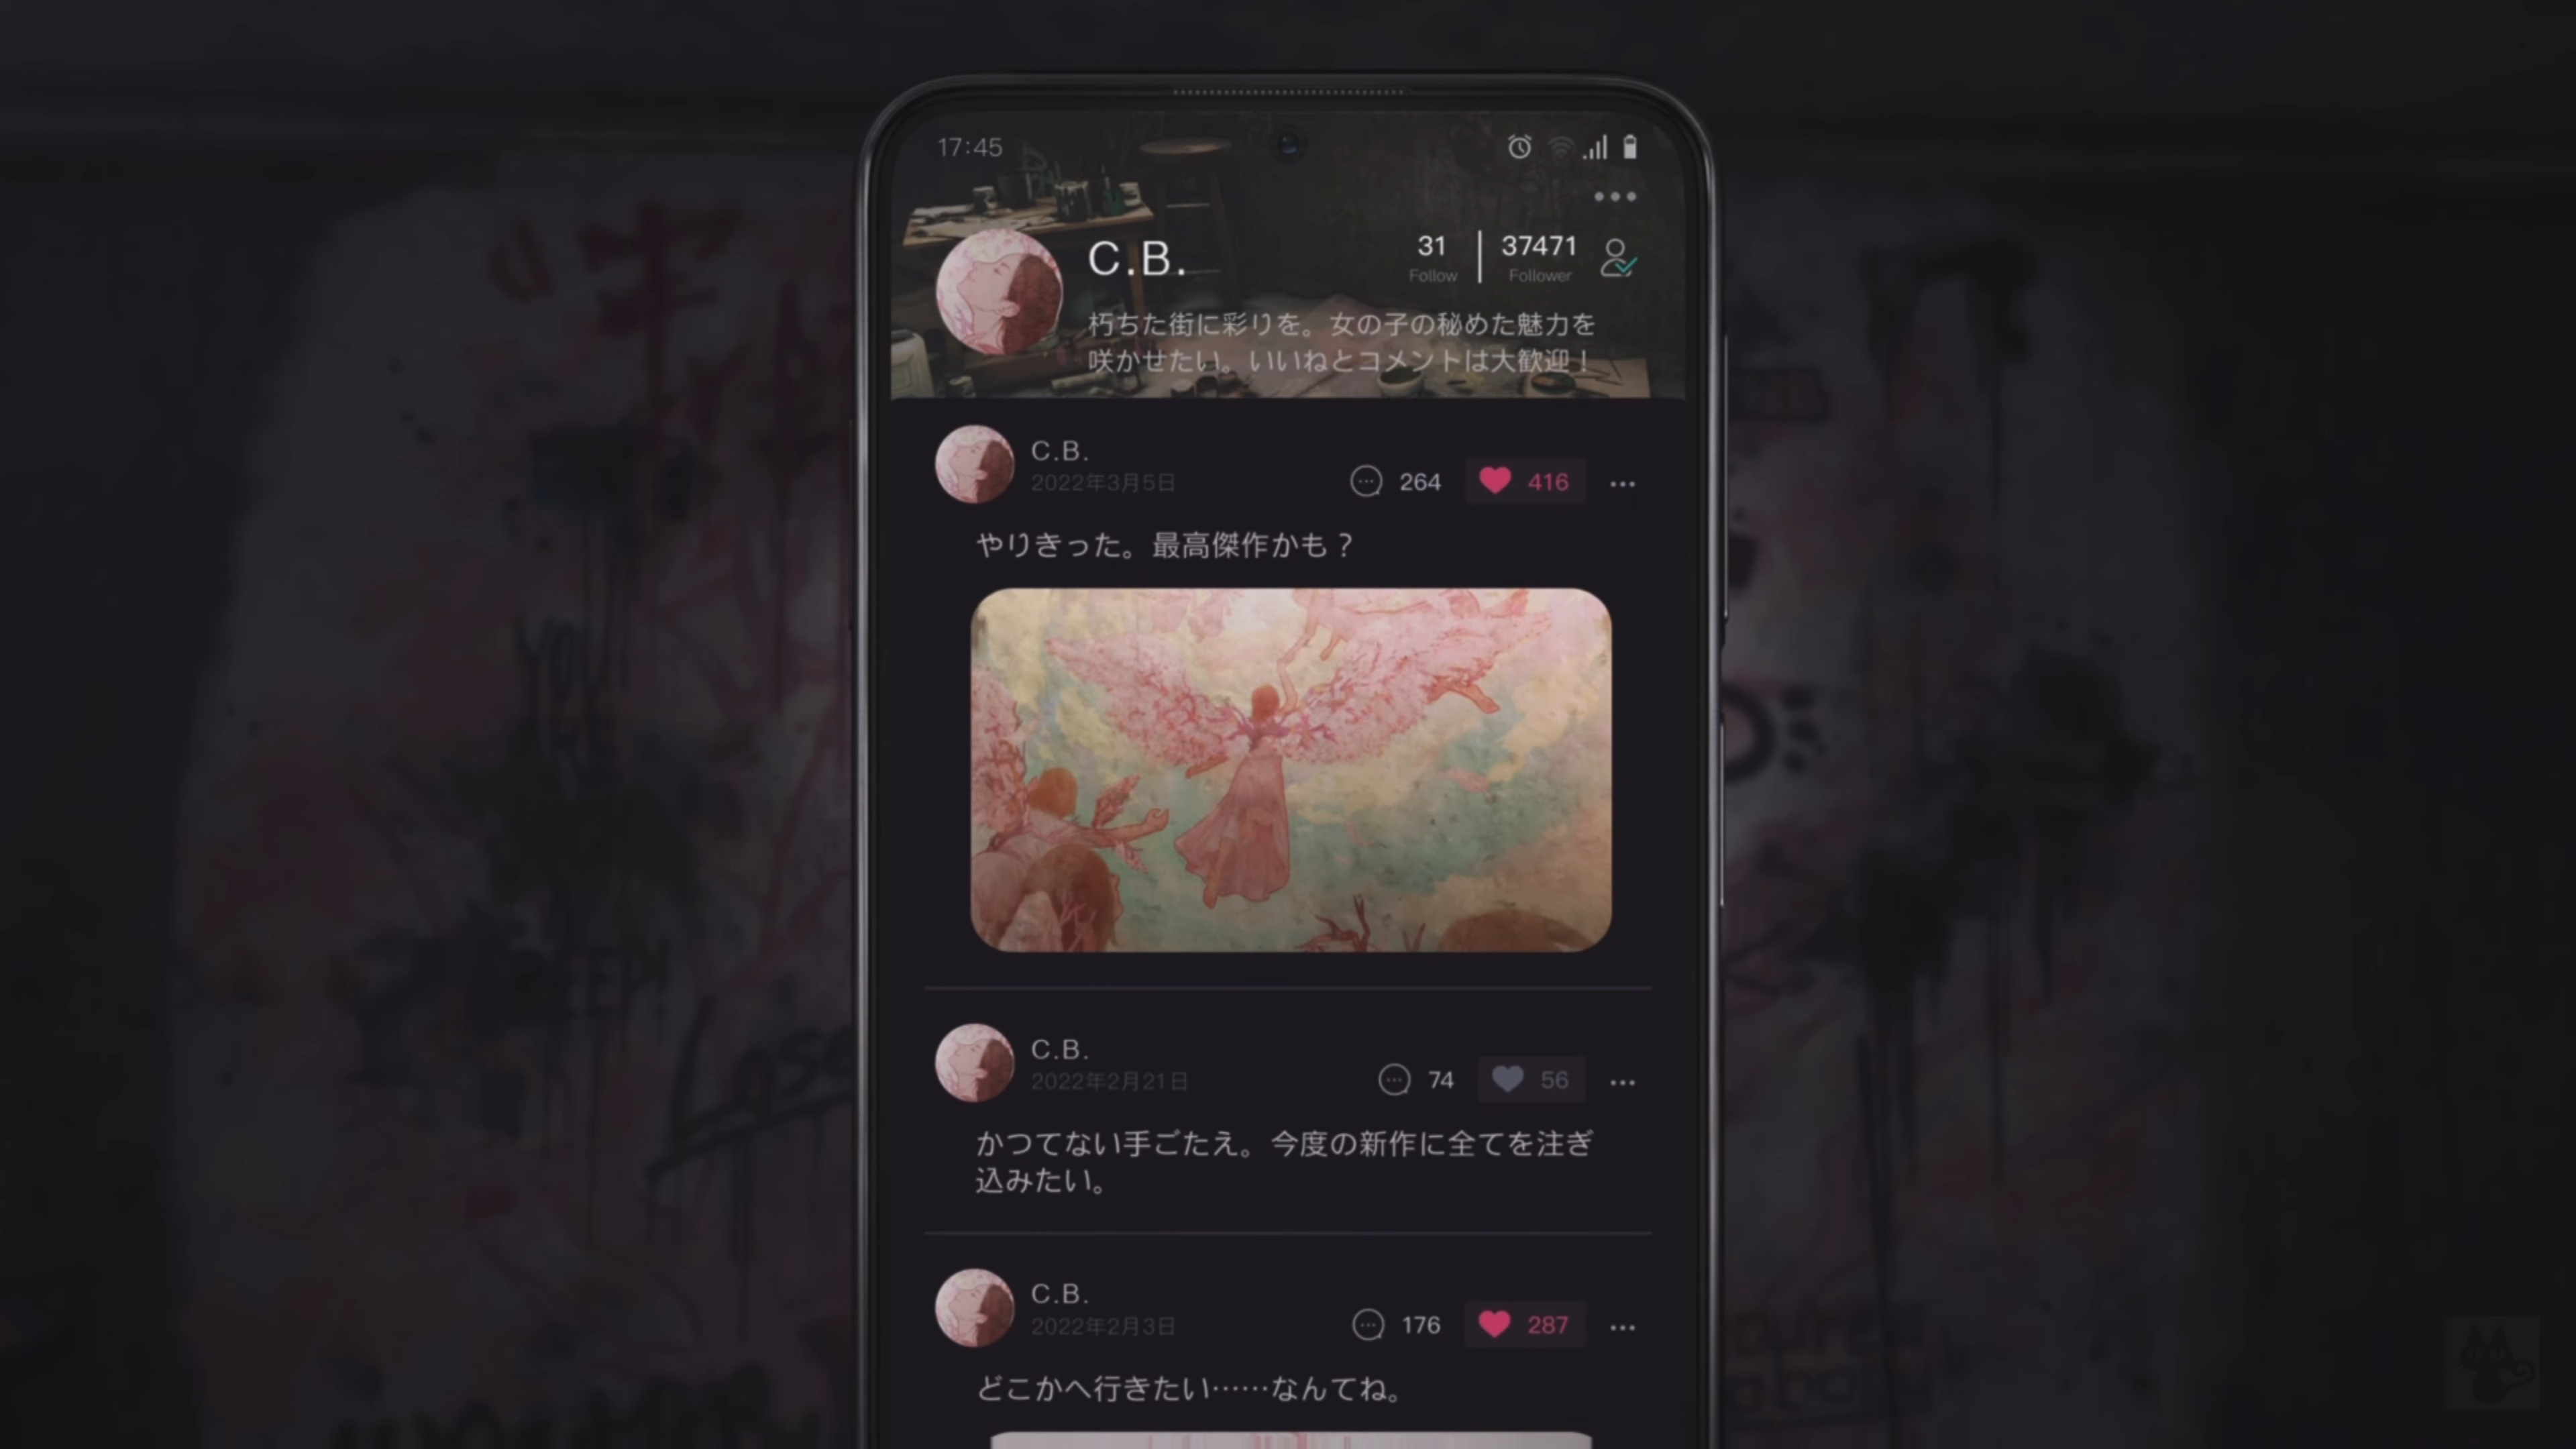 17:45
C.B.
31
37471
Follow
Follower
朽ちた街に彩りを。女の子の秘めた魅力を
咲かせたい。いいねとコメントは大歓迎！
C.B.
2022年3月5日
264
416
やりきった。最高傑作かも？
C.B.
2022年2月21日
74
56
かつてない手ごたえ。今度の新作に全てを注ぎ
込みたい。
C.B.
2022年2月3日
176
287
どこかへ行きたい……なんてね。
YOU
ARE